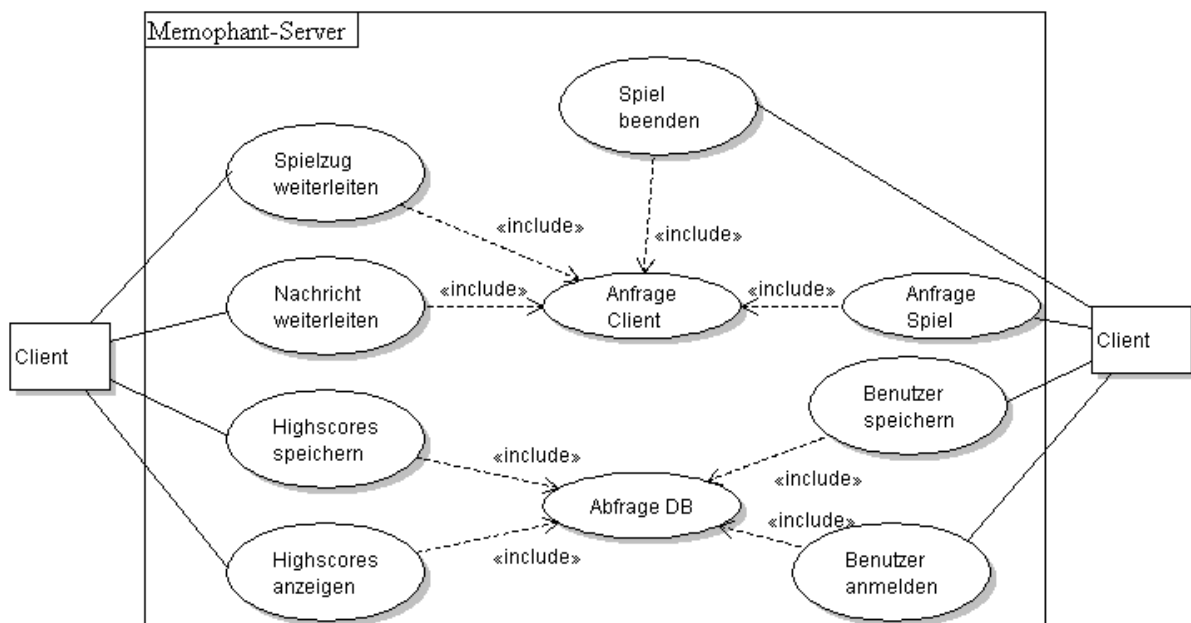 Memophant-Server
Spiel
beenden
Spielzug
weiterleiten
«include»
«include»
Nachricht
weiterleiten
«include»
Anfrage
Client
«include»
Anfrage
Spiel
Client
Client
Benutzer
speichern
Highscores
speichern
«include»
«include»
Abfrage DB
«include»
«include»
Highscores
anzeigen
Benutzer
anmelden